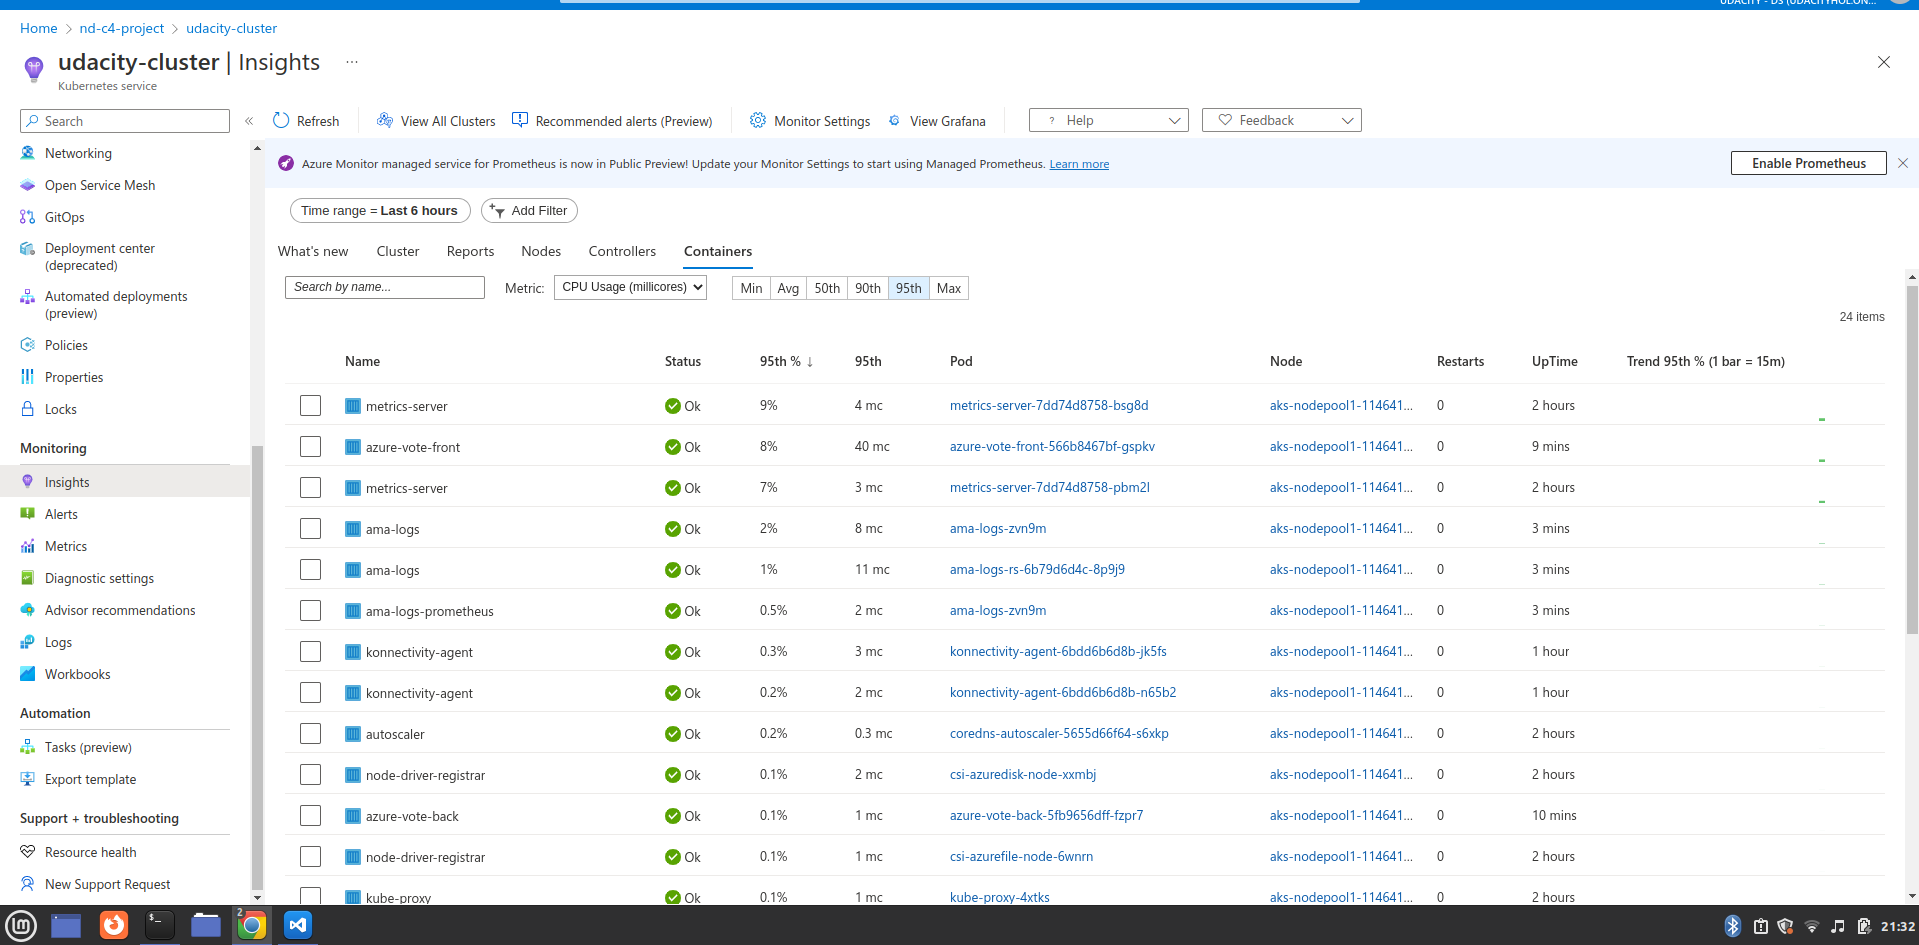 UDACITY - DS (UDACITYHOL.ON...
Home > nd-c4-project > udacity-cluster
udacity-cluster | Insights ...
Kubernetes service
Search
«
Refresh
View All Clusters
Recommended alerts (Preview)
Monitor Settings
View Grafana
? Help
Feedback
Networking
Open Service Mesh
GitOps
Deployment center
(deprecated)
Automated deployments
(preview)
Policies
Properties
Locks
Monitoring
Insights
Alerts
Metrics
Diagnostic settings
Advisor recommendations
Logs
Workbooks
Automation
Tasks (preview)
Export template
Support + troubleshooting
Resource health
New Support Request
Azure Monitor managed service for Prometheus is now in Public Preview! Update your Monitor Settings to start using Managed Prometheus. Learn more
Enable Prometheus
Time range = Last 6 hours
Add Filter
What's new Cluster Reports Nodes Controllers Containers
Search by name...
Metric: CPU Usage (millicores)
Min Avg 50th 90th 95th Max
24 items
Name Status 95th % ↓ 95th Pod Node Restarts UpTime Trend 95th % (1 bar = 15m)
metrics-server Ok 9% 4 mc metrics-server-7dd74d8758-bsg8d aks-nodepool1-114641... 0 2 hours
azure-vote-front Ok 8% 40 mc azure-vote-front-566b8467bf-gspkv aks-nodepool1-114641... 0 9 mins
metrics-server Ok 7% 3 mc metrics-server-7dd74d8758-pbm2l aks-nodepool1-114641... 0 2 hours
ama-logs Ok 2% 8 mc ama-logs-zvn9m aks-nodepool1-114641... 0 3 mins
ama-logs Ok 1% 11 mc ama-logs-rs-6b79d6d4c-8p9j9 aks-nodepool1-114641... 0 3 mins
ama-logs-prometheus Ok 0.5% 2 mc ama-logs-zvn9m aks-nodepool1-114641... 0 3 mins
konnectivity-agent Ok 0.3% 3 mc konnectivity-agent-6bdd6b6d8b-jk5fs aks-nodepool1-114641... 0 1 hour
konnectivity-agent Ok 0.2% 2 mc konnectivity-agent-6bdd6b6d8b-n65b2 aks-nodepool1-114641... 0 1 hour
autoscaler Ok 0.2% 0.3 mc coredns-autoscaler-5655d66f64-s6xkp aks-nodepool1-114641... 0 2 hours
node-driver-registrar Ok 0.1% 2 mc csi-azuredisk-node-xxmbj aks-nodepool1-114641... 0 2 hours
azure-vote-back Ok 0.1% 1 mc azure-vote-back-5fb9656dff-fzpr7 aks-nodepool1-114641... 0 10 mins
node-driver-registrar Ok 0.1% 1 mc csi-azurefile-node-6wnrn aks-nodepool1-114641... 0 2 hours
kube-proxy Ok 0.1% 1 mc kube-proxy-4xtks aks-nodepool1-114641... 0 2 hours
2
21:32